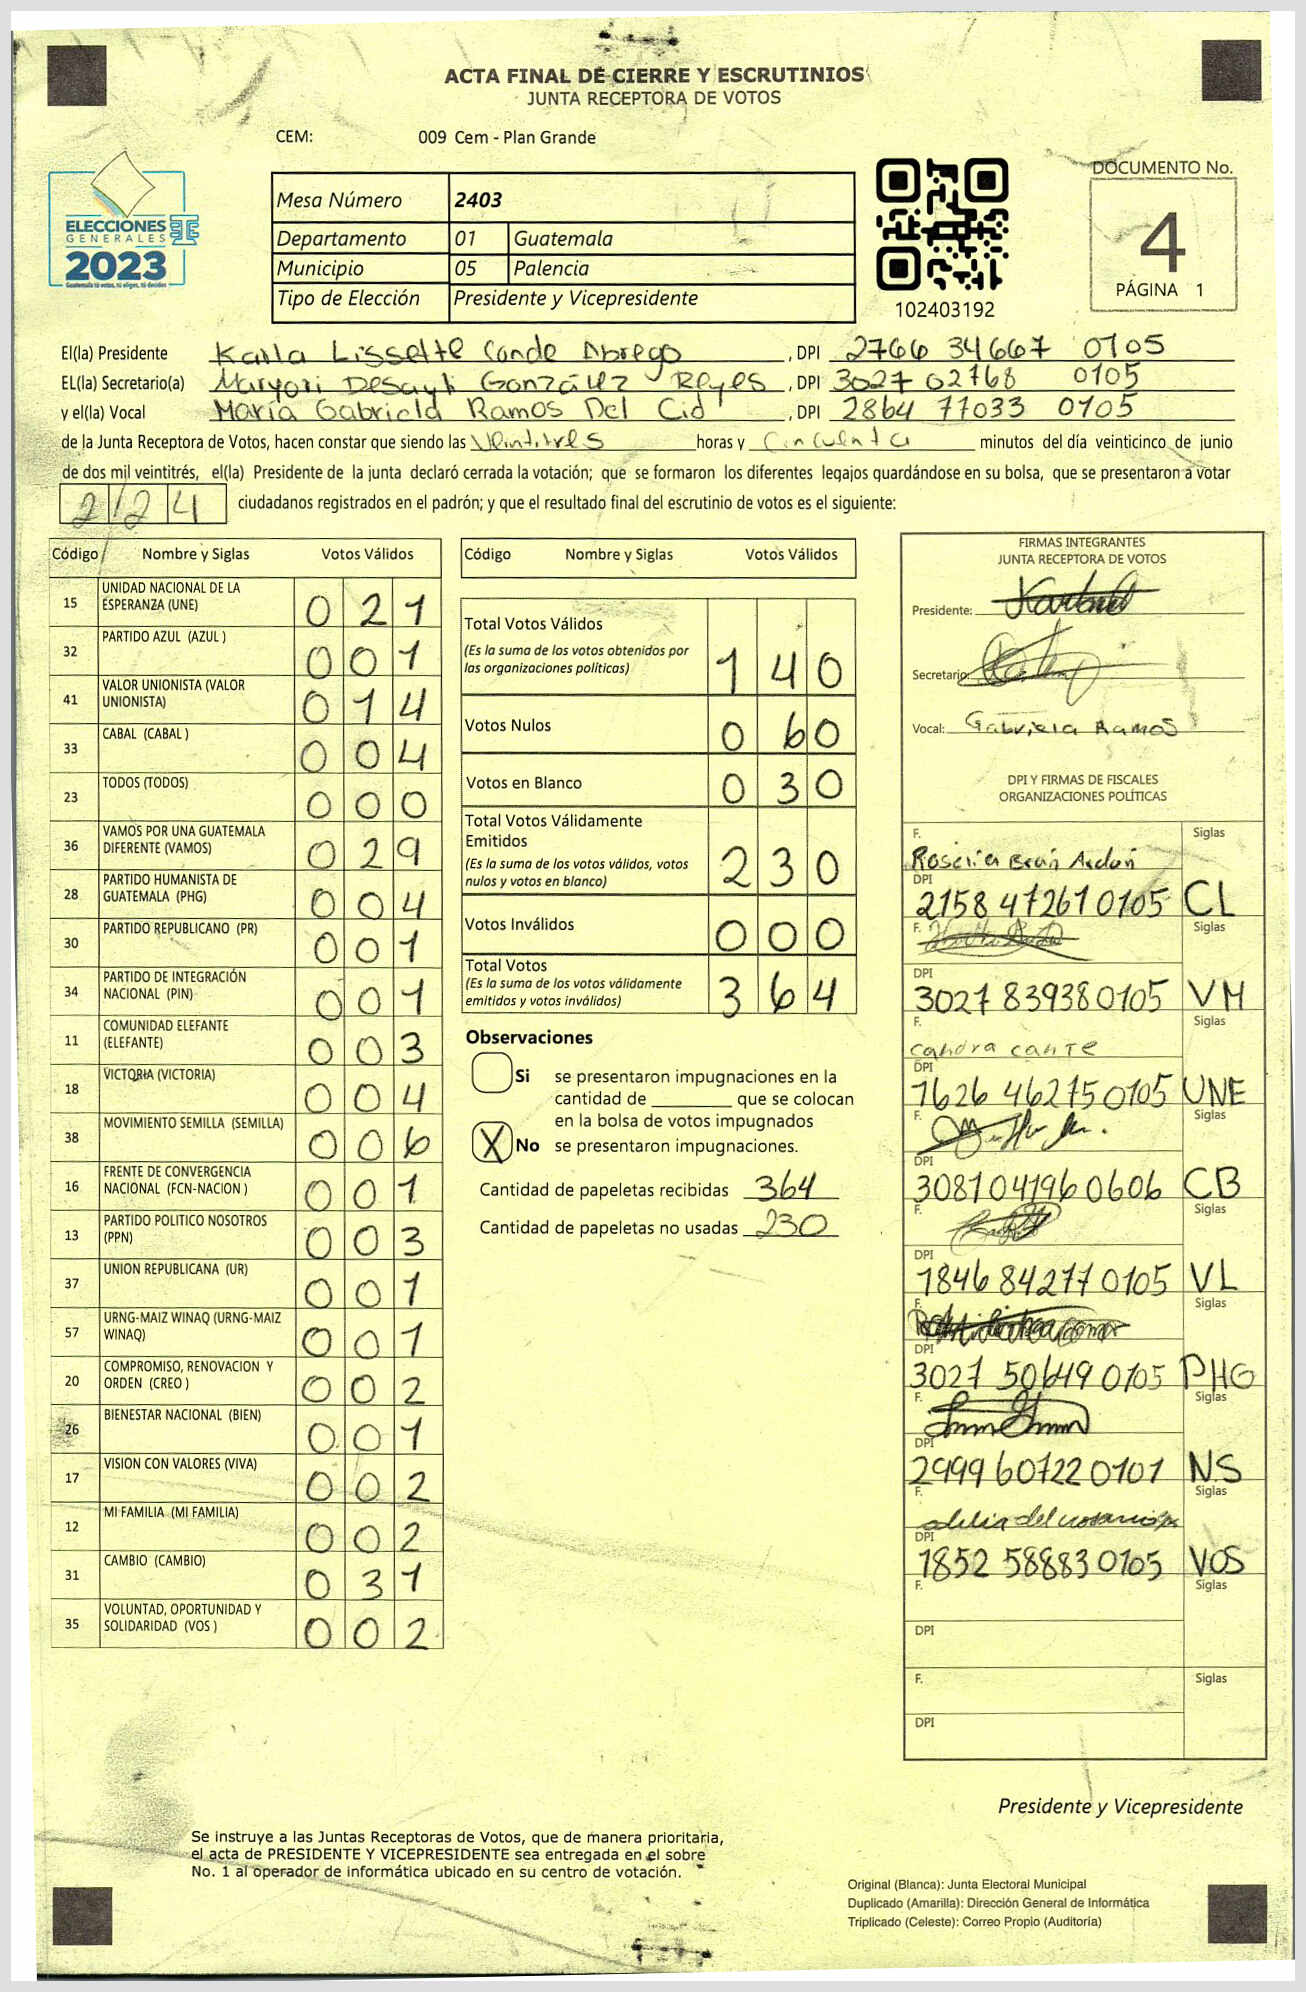 ACTA FINAL DE CIERRE Y ESCRUTINIOS
JUNTA RECEPTORA DE VOTOS
CEM: 009 Cem - Plan Grande
ELECCIONES
GENERALES
2023
Guatemala tú votas, tú eliges, tú decides
Mesa Número 2403
Departamento 01 Guatemala
Municipio 05 Palencia
Tipo de Elección Presidente y Vicepresidente
102403192
DOCUMENTO No.
4
PÁGINA 1
El(la) Presidente Karla Lissette Conde Abrego , DPI 2766 34667 0105
EL(la) Secretario(a) Maryori Desayli González Reyes , DPI 3027 02768 0105
y el(la) Vocal María Gabriela Ramos Del Cid , DPI 2864 77033 0105
de la Junta Receptora de Votos, hacen constar que siendo las Veintitres horas y Cincuenta minutos del día veinticinco de junio
de dos mil veintitrés, el(la) Presidente de la junta declaró cerrada la votación; que se formaron los diferentes legajos guardándose en su bolsa, que se presentaron a votar
224 ciudadanos registrados en el padrón; y que el resultado final del escrutinio de votos es el siguiente:
Código Nombre y Siglas Votos Válidos
15 UNIDAD NACIONAL DE LA ESPERANZA (UNE) 0 2 1
32 PARTIDO AZUL (AZUL ) 0 0 1
41 VALOR UNIONISTA (VALOR UNIONISTA) 0 1 4
33 CABAL (CABAL ) 0 0 4
23 TODOS (TODOS) 0 0 0
36 VAMOS POR UNA GUATEMALA DIFERENTE (VAMOS) 0 2 9
28 PARTIDO HUMANISTA DE GUATEMALA (PHG) 0 0 4
30 PARTIDO REPUBLICANO (PR) 0 0 1
34 PARTIDO DE INTEGRACIÓN NACIONAL (PIN) 0 0 1
11 COMUNIDAD ELEFANTE (ELEFANTE) 0 0 3
18 VICTORIA (VICTORIA) 0 0 4
38 MOVIMIENTO SEMILLA (SEMILLA) 0 0 6
16 FRENTE DE CONVERGENCIA NACIONAL (FCN-NACION ) 0 0 1
13 PARTIDO POLITICO NOSOTROS (PPN) 0 0 3
37 UNION REPUBLICANA (UR) 0 0 1
57 URNG-MAIZ WINAQ (URNG-MAIZ WINAQ) 0 0 1
20 COMPROMISO, RENOVACION Y ORDEN (CREO ) 0 0 2
26 BIENESTAR NACIONAL (BIEN) 0 0 1
17 VISION CON VALORES (VIVA) 0 0 2
12 MI FAMILIA (MI FAMILIA) 0 0 2
31 CAMBIO (CAMBIO) 0 3 1
35 VOLUNTAD, OPORTUNIDAD Y SOLIDARIDAD (VOS ) 0 0 2
Código Nombre y Siglas Votos Válidos
Total Votos Válidos
(Es la suma de los votos obtenidos por
las organizaciones políticas) 1 4 0
Votos Nulos 0 6 0
Votos en Blanco 0 3 0
Total Votos Válidamente
Emitidos
(Es la suma de los votos válidos, votos
nulos y votos en blanco) 2 3 0
Votos Inválidos 0 0 0
Total Votos
(Es la suma de los votos válidamente
emitidos y votos inválidos) 3 6 4
Observaciones
Si se presentaron impugnaciones en la
cantidad de ________ que se colocan
en la bolsa de votos impugnados
X No se presentaron impugnaciones.
Cantidad de papeletas recibidas 364
Cantidad de papeletas no usadas 230
FIRMAS INTEGRANTES
JUNTA RECEPTORA DE VOTOS
Presidente:
Secretario:
Vocal: Gabriela Ramos
DPI Y FIRMAS DE FISCALES
ORGANIZACIONES POLÍTICAS
F. Siglas
Roselia Bran Ardón
DPI
2158 47261 0105 CL
F. Siglas
DPI
3027 83938 0105 VM
F. Siglas
candra cante
DPI
1626 46275 0105 UNE
F. Siglas
DPI
3081 04196 0606 CB
F. Siglas
DPI
1846 84277 0105 VL
F. Siglas
DPI
3027 50649 0105 PHG
F. Siglas
DPI
2999 60722 0101 NS
F. Siglas
adelia del rosario
DPI
1852 58883 0105 VOS
F. Siglas
DPI
F. Siglas
DPI
Presidente y Vicepresidente
Se instruye a las Juntas Receptoras de Votos, que de manera prioritaria,
el acta de PRESIDENTE Y VICEPRESIDENTE sea entregada en el sobre
No. 1 al operador de informática ubicado en su centro de votación.
Original (Blanca): Junta Electoral Municipal
Duplicado (Amarilla): Dirección General de Informática
Triplicado (Celeste): Correo Propio (Auditoría)